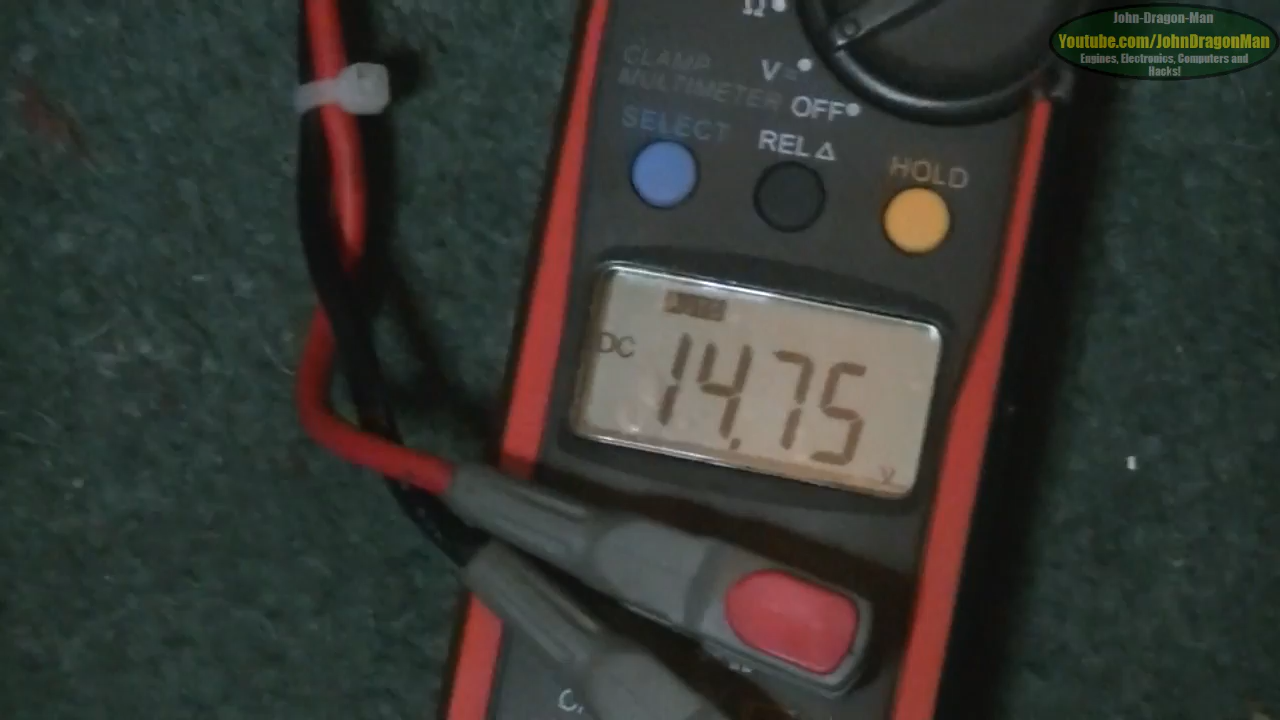 John-Dragon-Man
Youtube.com/JohnDragonMan
Engines, Electronics, Computers and
Hacks!
Ω
CLAMP
MULTIMETER
V
OFF
SELECT
REL Δ
HOLD
AUTO
DC
14.75
V